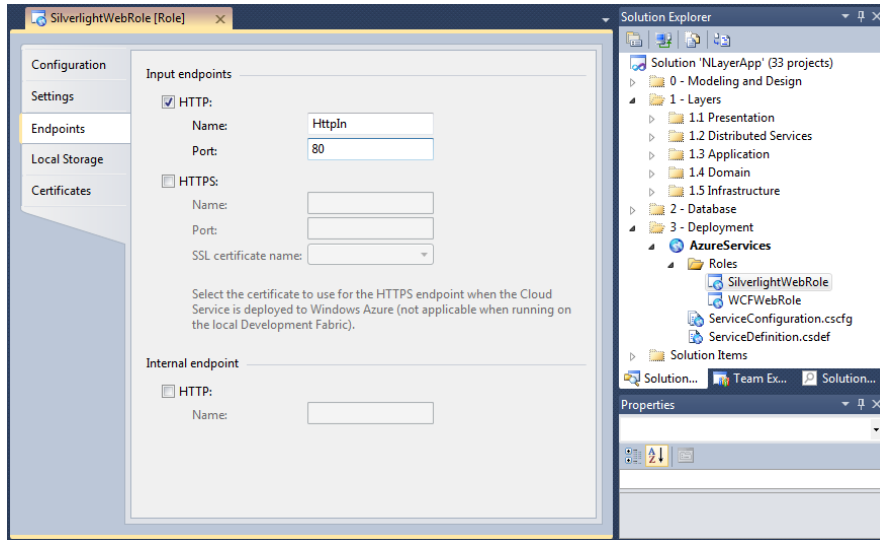 SilverlightWebRole [Role]
Configuration
Settings
Endpoints
Local Storage
Certificates
Input endpoints
HTTP:
Name: HttpIn
Port: 80
HTTPS:
Name:
Port:
SSL certificate name:
Select the certificate to use for the HTTPS endpoint when the Cloud
Service is deployed to Windows Azure (not applicable when running on
the local Development Fabric).
Internal endpoint
HTTP:
Name:
Solution Explorer
Solution 'NLayerApp' (33 projects)
0 - Modeling and Design
1 - Layers
1.1 Presentation
1.2 Distributed Services
1.3 Application
1.4 Domain
1.5 Infrastructure
2 - Database
3 - Deployment
AzureServices
Roles
SilverlightWebRole
WCFWebRole
ServiceConfiguration.cscfg
ServiceDefinition.csdef
Solution Items
Solution... Team Ex... Solution...
Properties